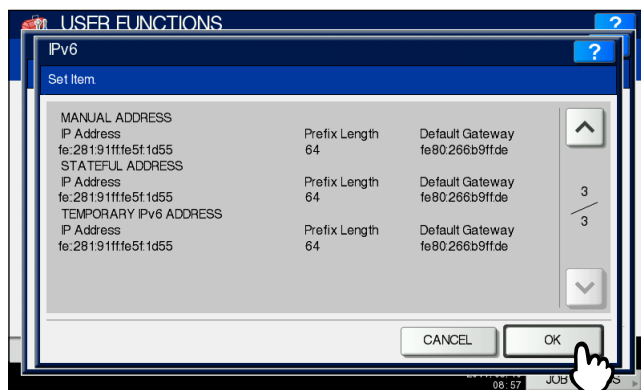 USER FUNCTIONS
?
IPv6
?
Set Item.
MANUAL ADDRESS
IP Address Prefix Length Default Gateway
fe:281:91ff:fe5f:1d55 64 fe80:266b9ff:de
STATEFUL ADDRESS
IP Address Prefix Length Default Gateway
fe:281:91ff:fe5f:1d55 64 fe80:266b9ff:de
TEMPORARY IPv6 ADDRESS
IP Address Prefix Length Default Gateway
fe:281:91ff:fe5f:1d55 64 fe80:266b9ff:de
3
3
CANCEL OK
08:57 JOB